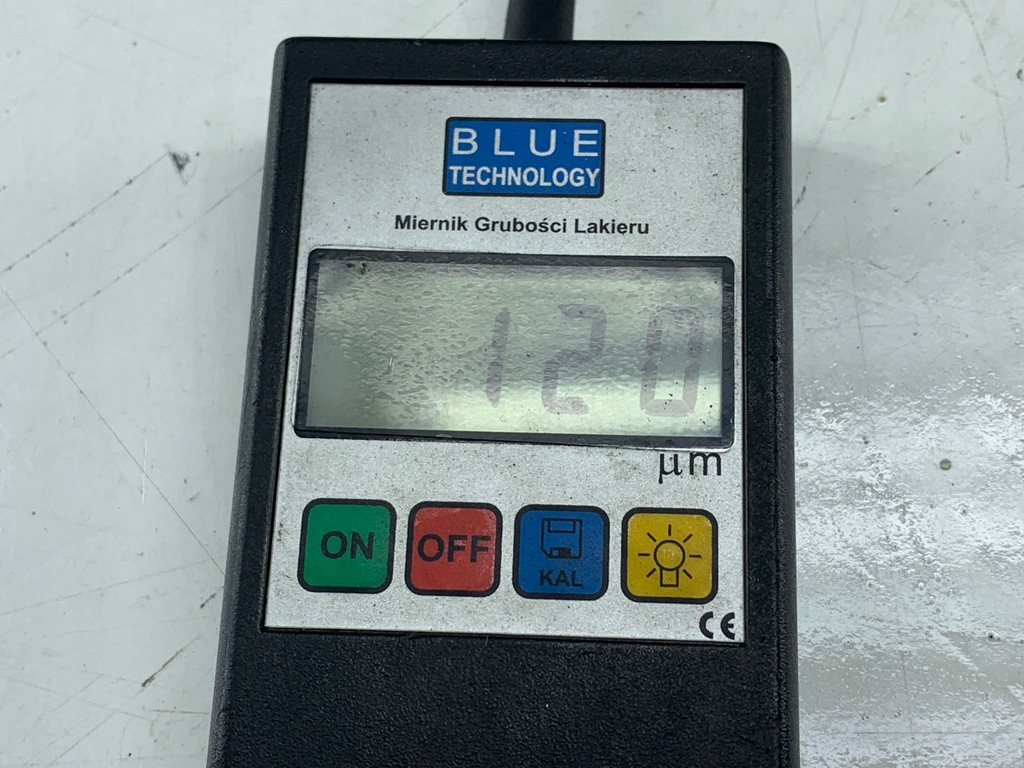 BLUE
TECHNOLOGY
Miernik Grubości Lakieru
120
μm
ON
OFF
KAL
CE